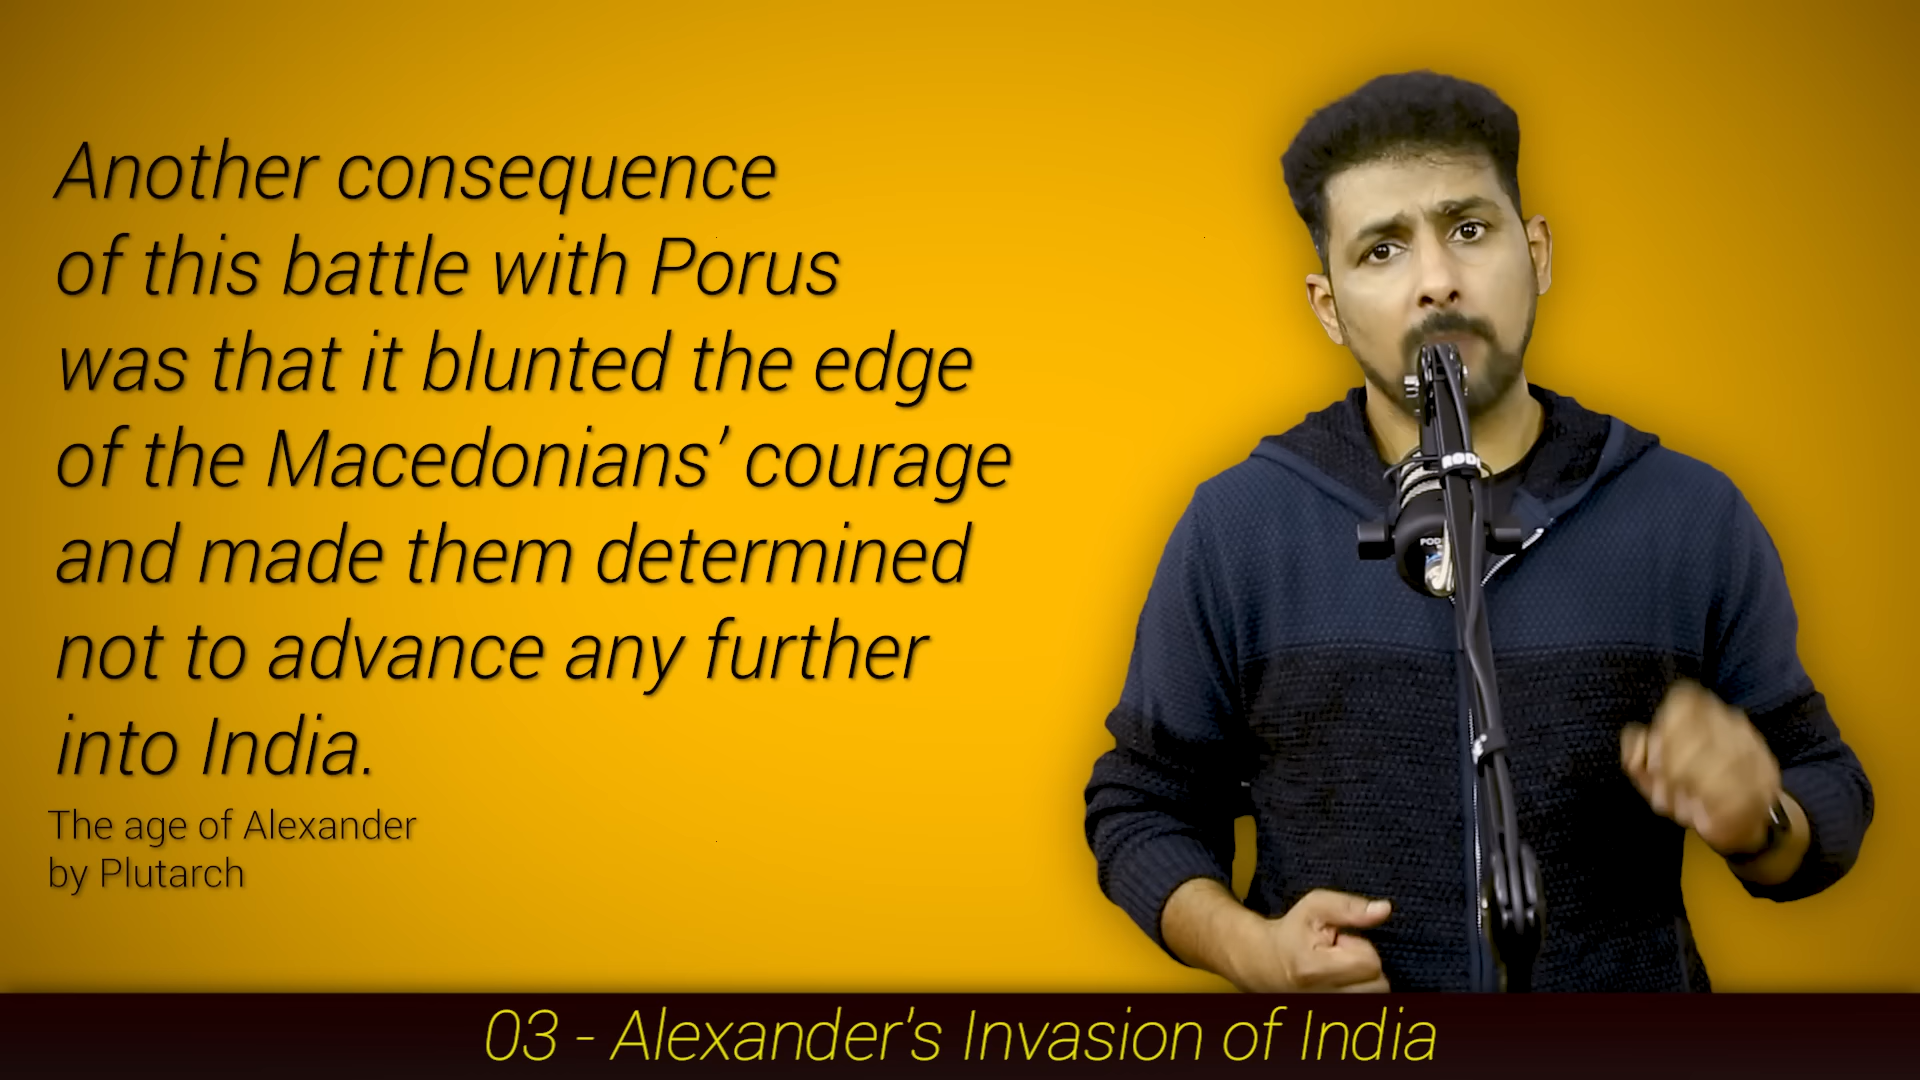 Another consequence
of this battle with Porus
was that it blunted the edge
of the Macedonians’ courage
and made them determined
not to advance any further
into India.
The age of Alexander
by Plutarch
RODE
POD
03 - Alexander's Invasion of India